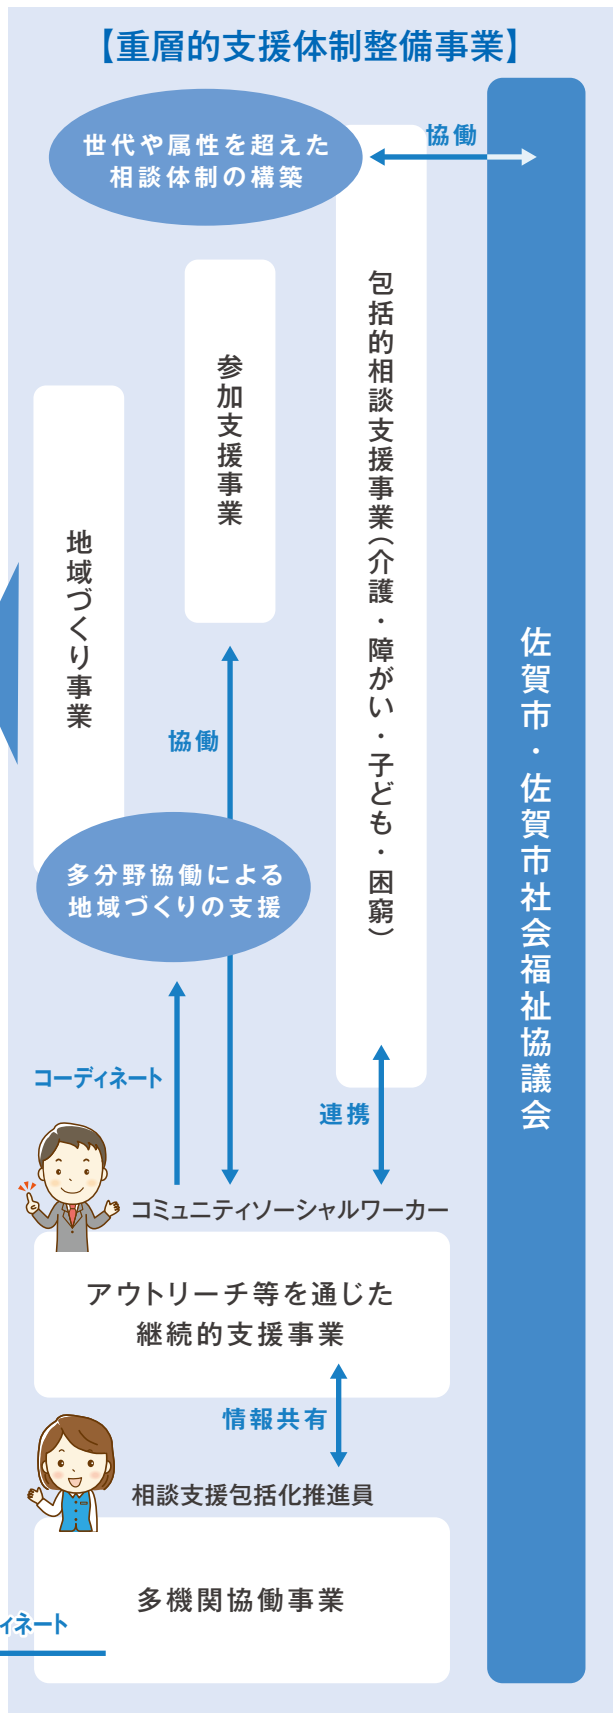 【重層的支援体制整備事業】
世代や属性を超えた
相談体制の構築
協働
包括的相談支援事業（介護・障がい・子ども・困窮）
参加支援事業
地域づくり事業
佐賀市・佐賀市社会福祉協議会
協働
多分野協働による
地域づくりの支援
コーディネート
連携
コミュニティソーシャルワーカー
アウトリーチ等を通じた
継続的支援事業
情報共有
相談支援包括化推進員
多機関協働事業
ィネート